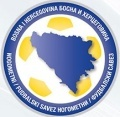 BOSNA I HERCEGOVINA БОСНА И ХЕРЦЕГОВИНА
NOGOMETNI / FUDBALSKI SAVEZ НОГОМЕТНИ / ФУДБАЛСКИ САВЕЗ